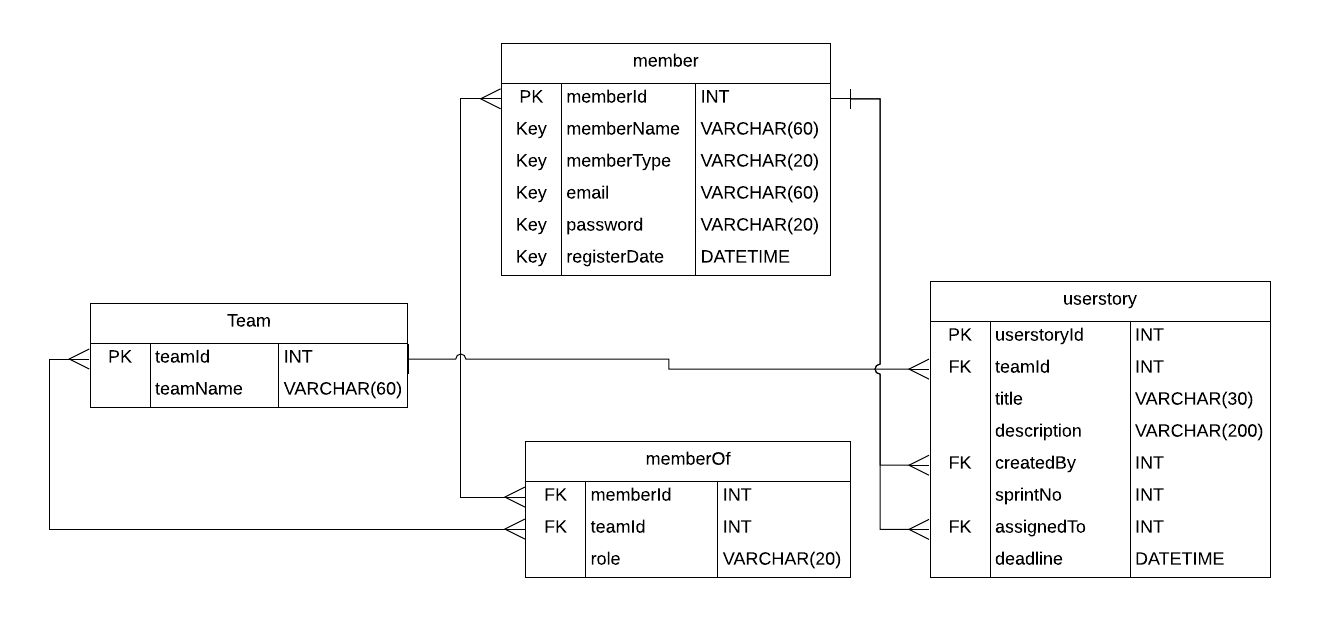 member
PK memberId INT
Key memberName VARCHAR(60)
Key memberType VARCHAR(20)
Key email VARCHAR(60)
Key password VARCHAR(20)
Key registerDate DATETIME
Team
PK teamId INT
teamName VARCHAR(60)
userstory
PK userstoryId INT
FK teamId INT
title VARCHAR(30)
description VARCHAR(200)
FK createdBy INT
sprintNo INT
FK assignedTo INT
deadline DATETIME
memberOf
FK memberId INT
FK teamId INT
role VARCHAR(20)